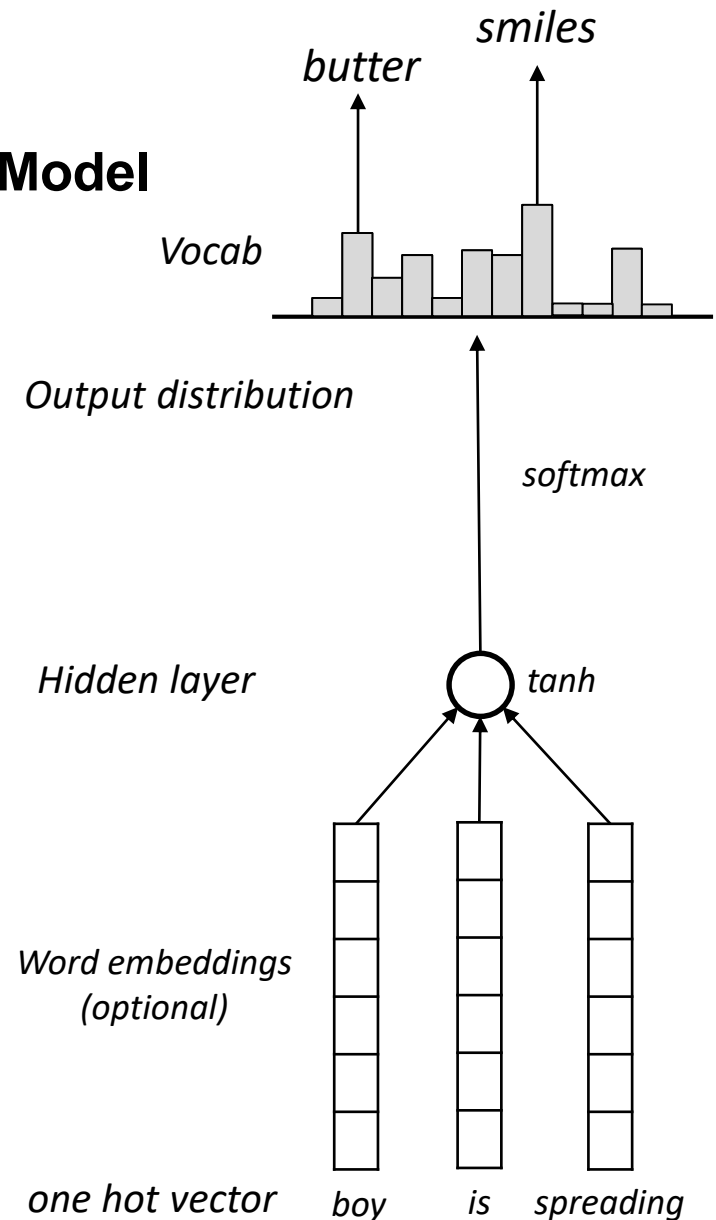 smiles
butter
Model
Vocab
Output distribution
softmax
Hidden layer
tanh
Word embeddings
(optional)
one hot vector boy is spreading